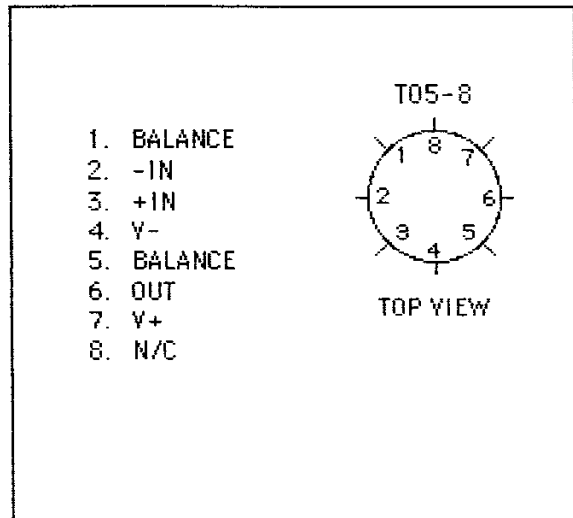 T05-8
1. BALANCE
2. -IN
3. +IN
4. V-
5. BALANCE
6. OUT
7. V+
8. N/C
8
1 7
2 6
3 5
4
TOP VIEW